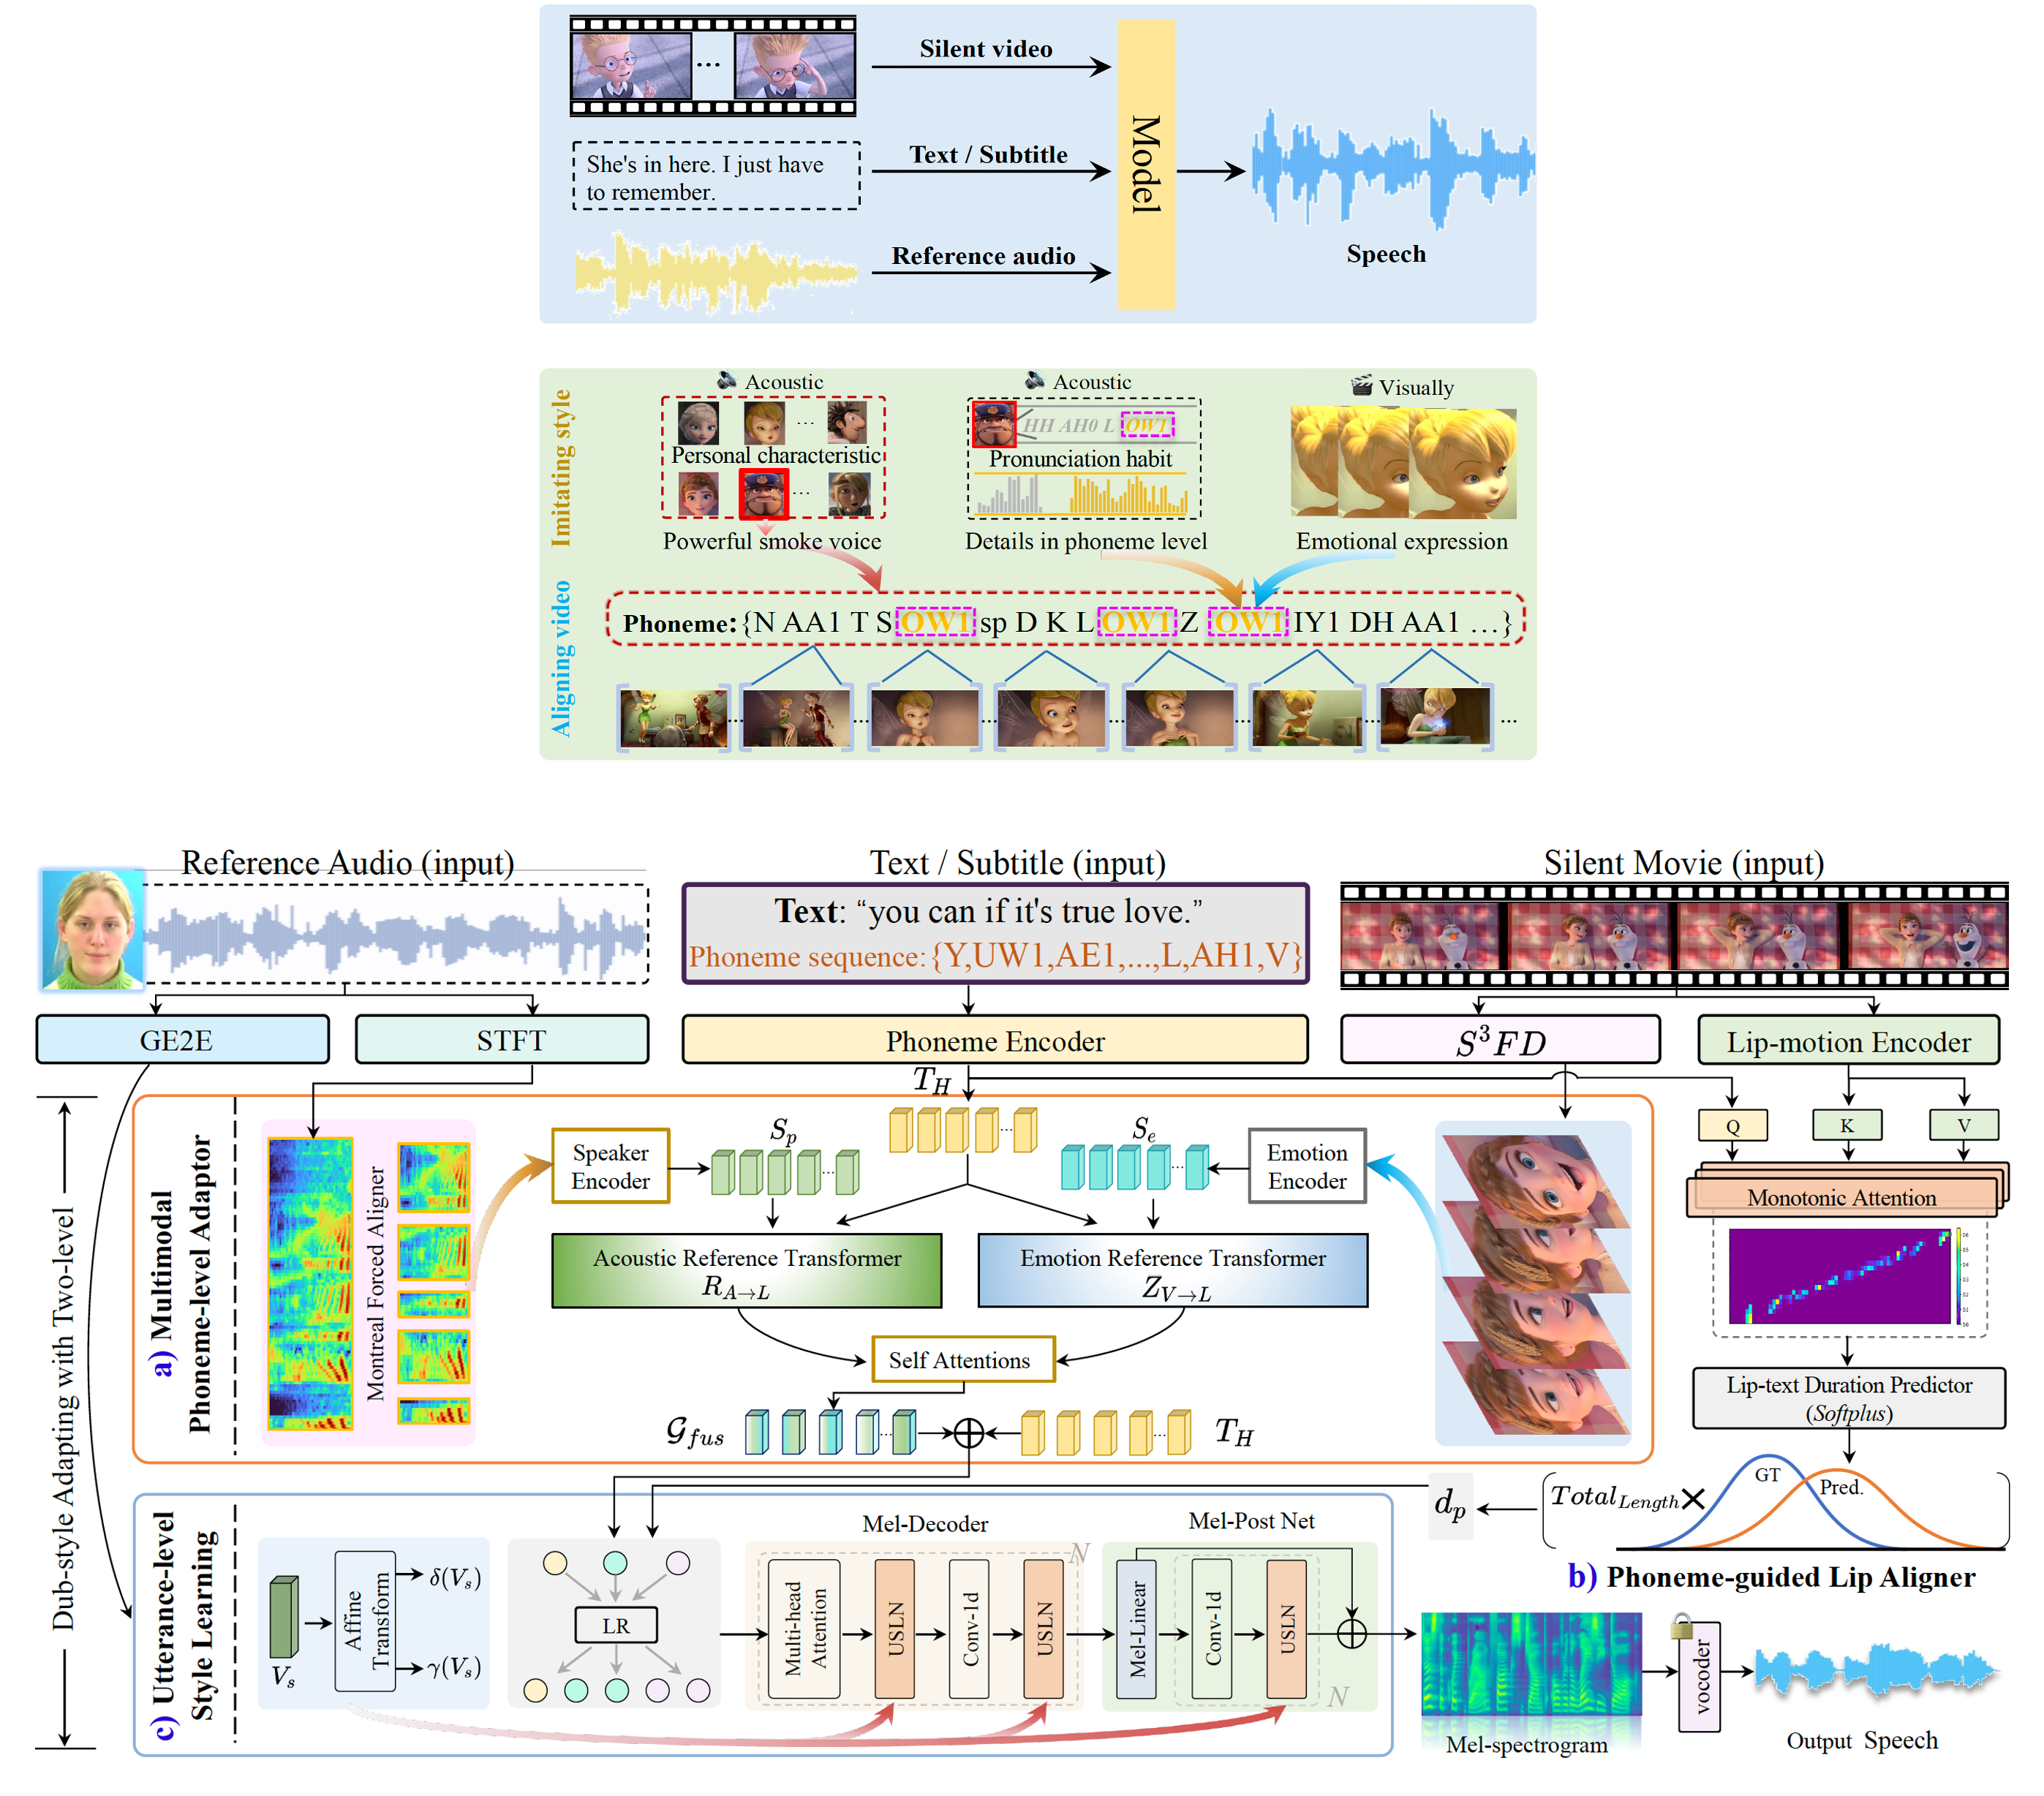 Silent video
...
Text / Subtitle
She's in here. I just have
to remember.
Reference audio
Model
Speech
Imitating style
Acoustic
...
Personal characteristic
...
Powerful smoke voice
Acoustic
HH AH0 L OW1
Pronunciation habit
Details in phoneme level
Visually
Emotional expression
Aligning video
Phoneme:{N AA1 T S OW1 sp D K L OW1 Z OW1 IY1 DH AA1 ...}
... ... ... ... ... ... ...
Reference Audio (input)
Text / Subtitle (input)
Silent Movie (input)
Text: “you can if it's true love.”
Phoneme sequence:{Y,UW1,AE1,...,L,AH1,V}
GE2E
STFT
Phoneme Encoder
S³FD
Lip-motion Encoder
T_H
Dub-style Adapting with Two-level
a) Multimodal
Phoneme-level Adaptor
Montreal Forced Aligner
Speaker
Encoder
S_p
...
...
S_e
...
Emotion
Encoder
Acoustic Reference Transformer
R_{A→L}
Emotion Reference Transformer
Z_{V→L}
Self Attentions
𝒢_{fus}
...
...
T_H
Q
K
V
Monotonic Attention
Lip-text Duration Predictor
(Softplus)
GT
Pred.
Total_{Length}×
d_p
b) Phoneme-guided Lip Aligner
c) Utterance-level
Style Learning
V_s
Affine
Transform
δ(V_s)
γ(V_s)
LR
Mel-Decoder
Multi-head
Attention
USLN
Conv-1d
USLN
N
Mel-Post Net
Mel-Linear
Conv-1d
USLN
N
Mel-spectrogram
vocoder
Output Speech